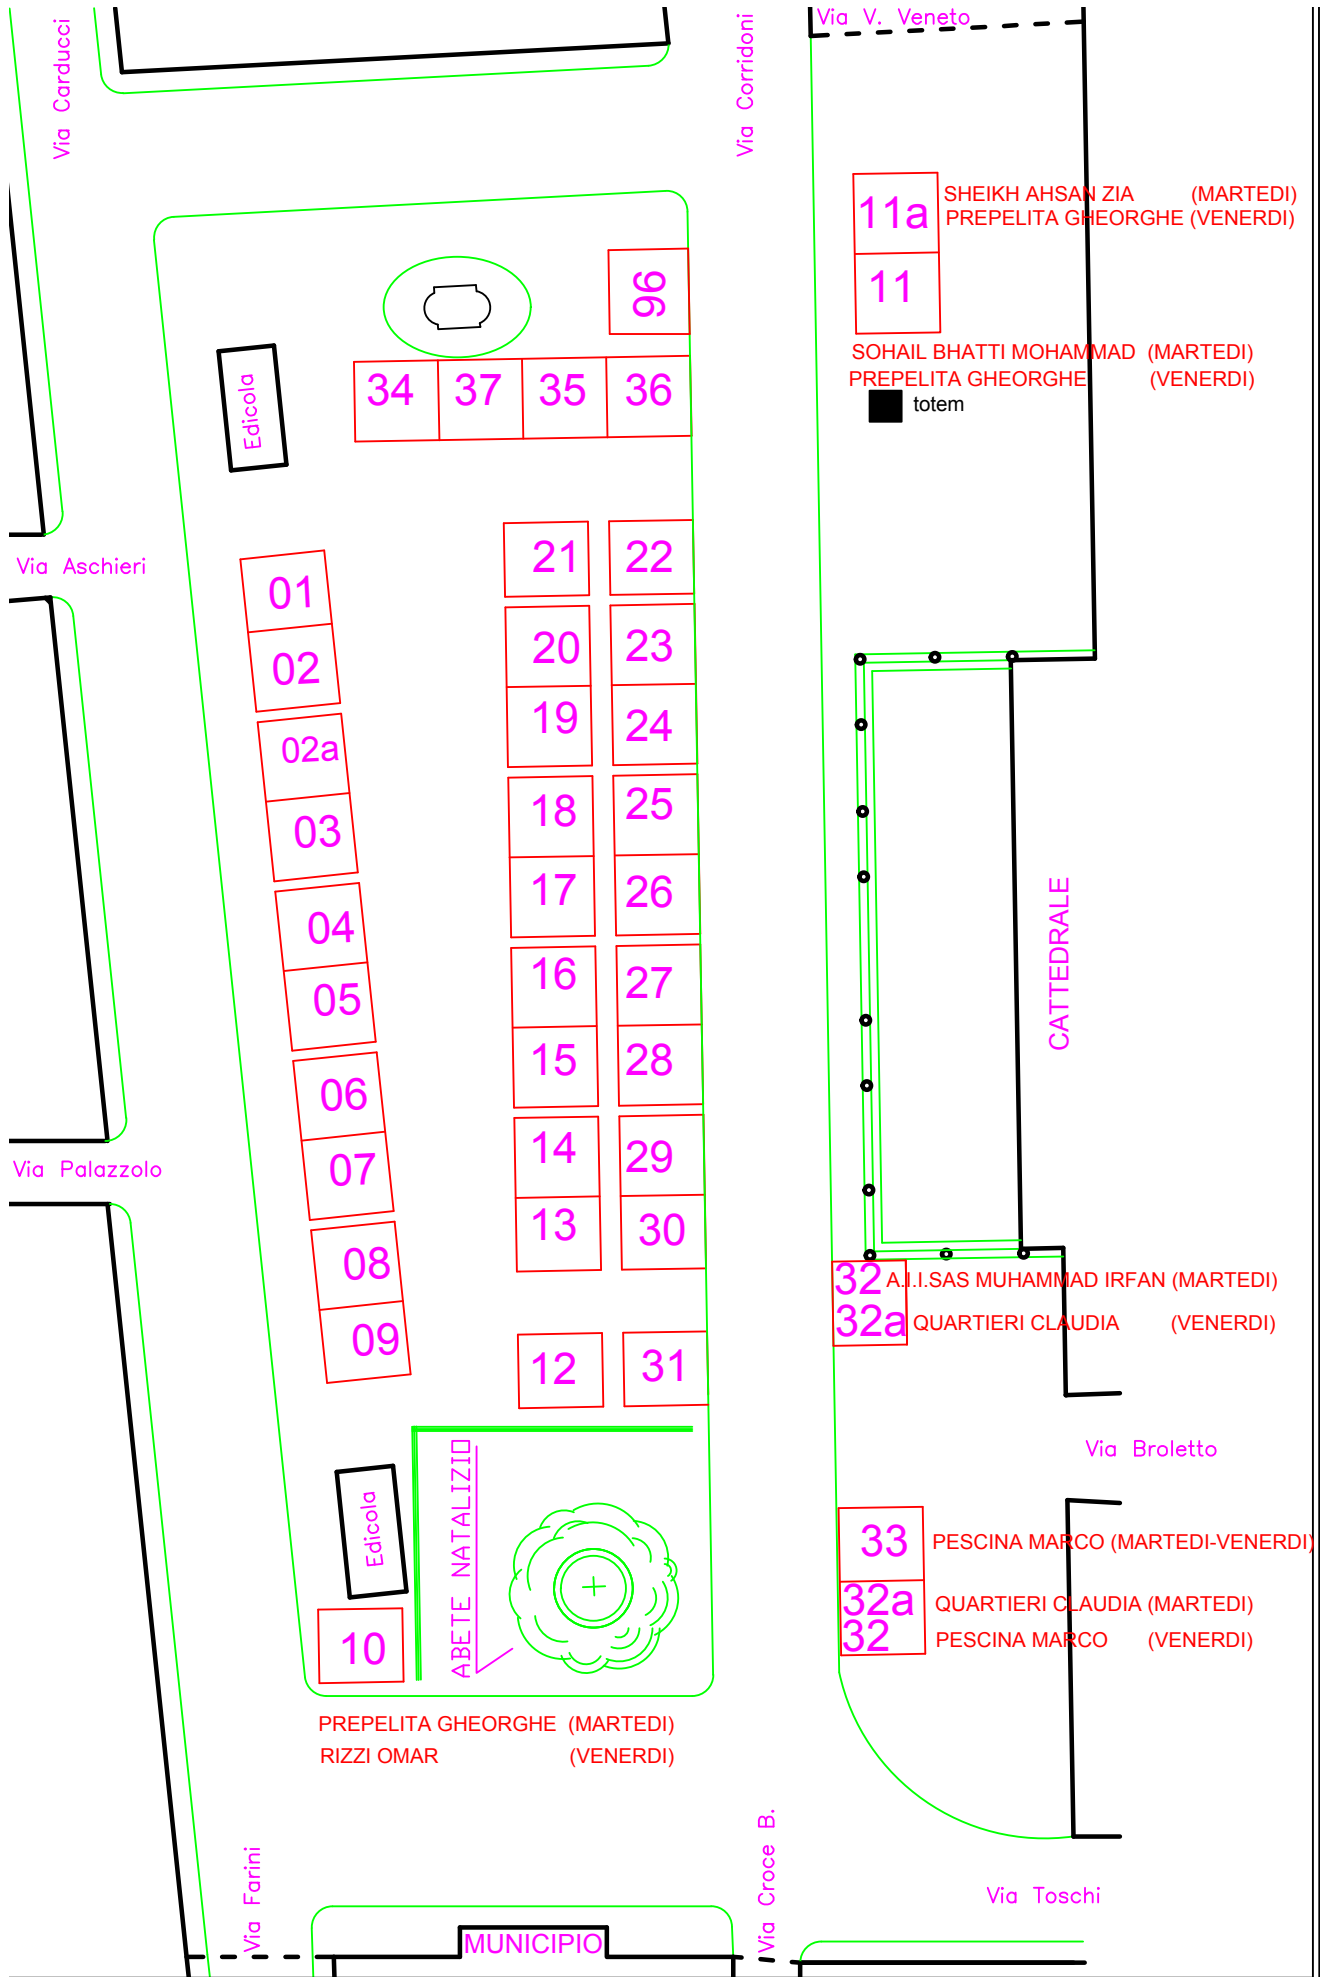 Via V. Veneto
Via Carducci
Via Corridoni
11a
SHEIKH AHSAN ZIA (MARTEDI)
PREPELITA GHEORGHE (VENERDI)
11
96
SOHAIL BHATTI MOHAMMAD (MARTEDI)
PREPELITA GHEORGHE (VENERDI)
totem
Edicola
34 37 35 36
Via Aschieri
21 22
01
20 23
02
19 24
02a
18 25
03
17 26
04
CATTEDRALE
16 27
05
15 28
06
14 29
Via Palazzolo
07
13 30
08
32 A.I.I.SAS MUHAMMAD IRFAN (MARTEDI)
32a QUARTIERI CLAUDIA (VENERDI)
09
12 31
Via Broletto
ABETE NATALIZIO
Edicola
33 PESCINA MARCO (MARTEDI-VENERDI)
32a QUARTIERI CLAUDIA (MARTEDI)
32 PESCINA MARCO (VENERDI)
10
PREPELITA GHEORGHE (MARTEDI)
RIZZI OMAR (VENERDI)
Via Farini
Via Croce B.
Via Toschi
MUNICIPIO